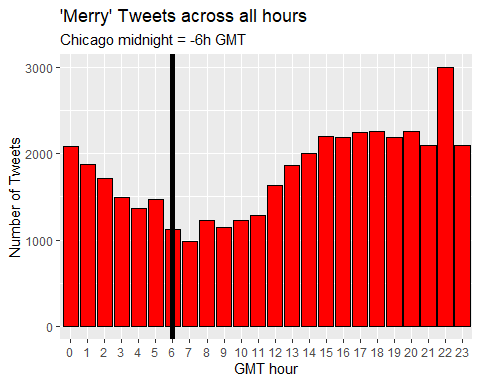 'Merry' Tweets across all hours
Chicago midnight = -6h GMT
Number of Tweets
3000
2000
1000
0
0 1 2 3 4 5 6 7 8 9 10 11 12 13 14 15 16 17 18 19 20 21 22 23
GMT hour